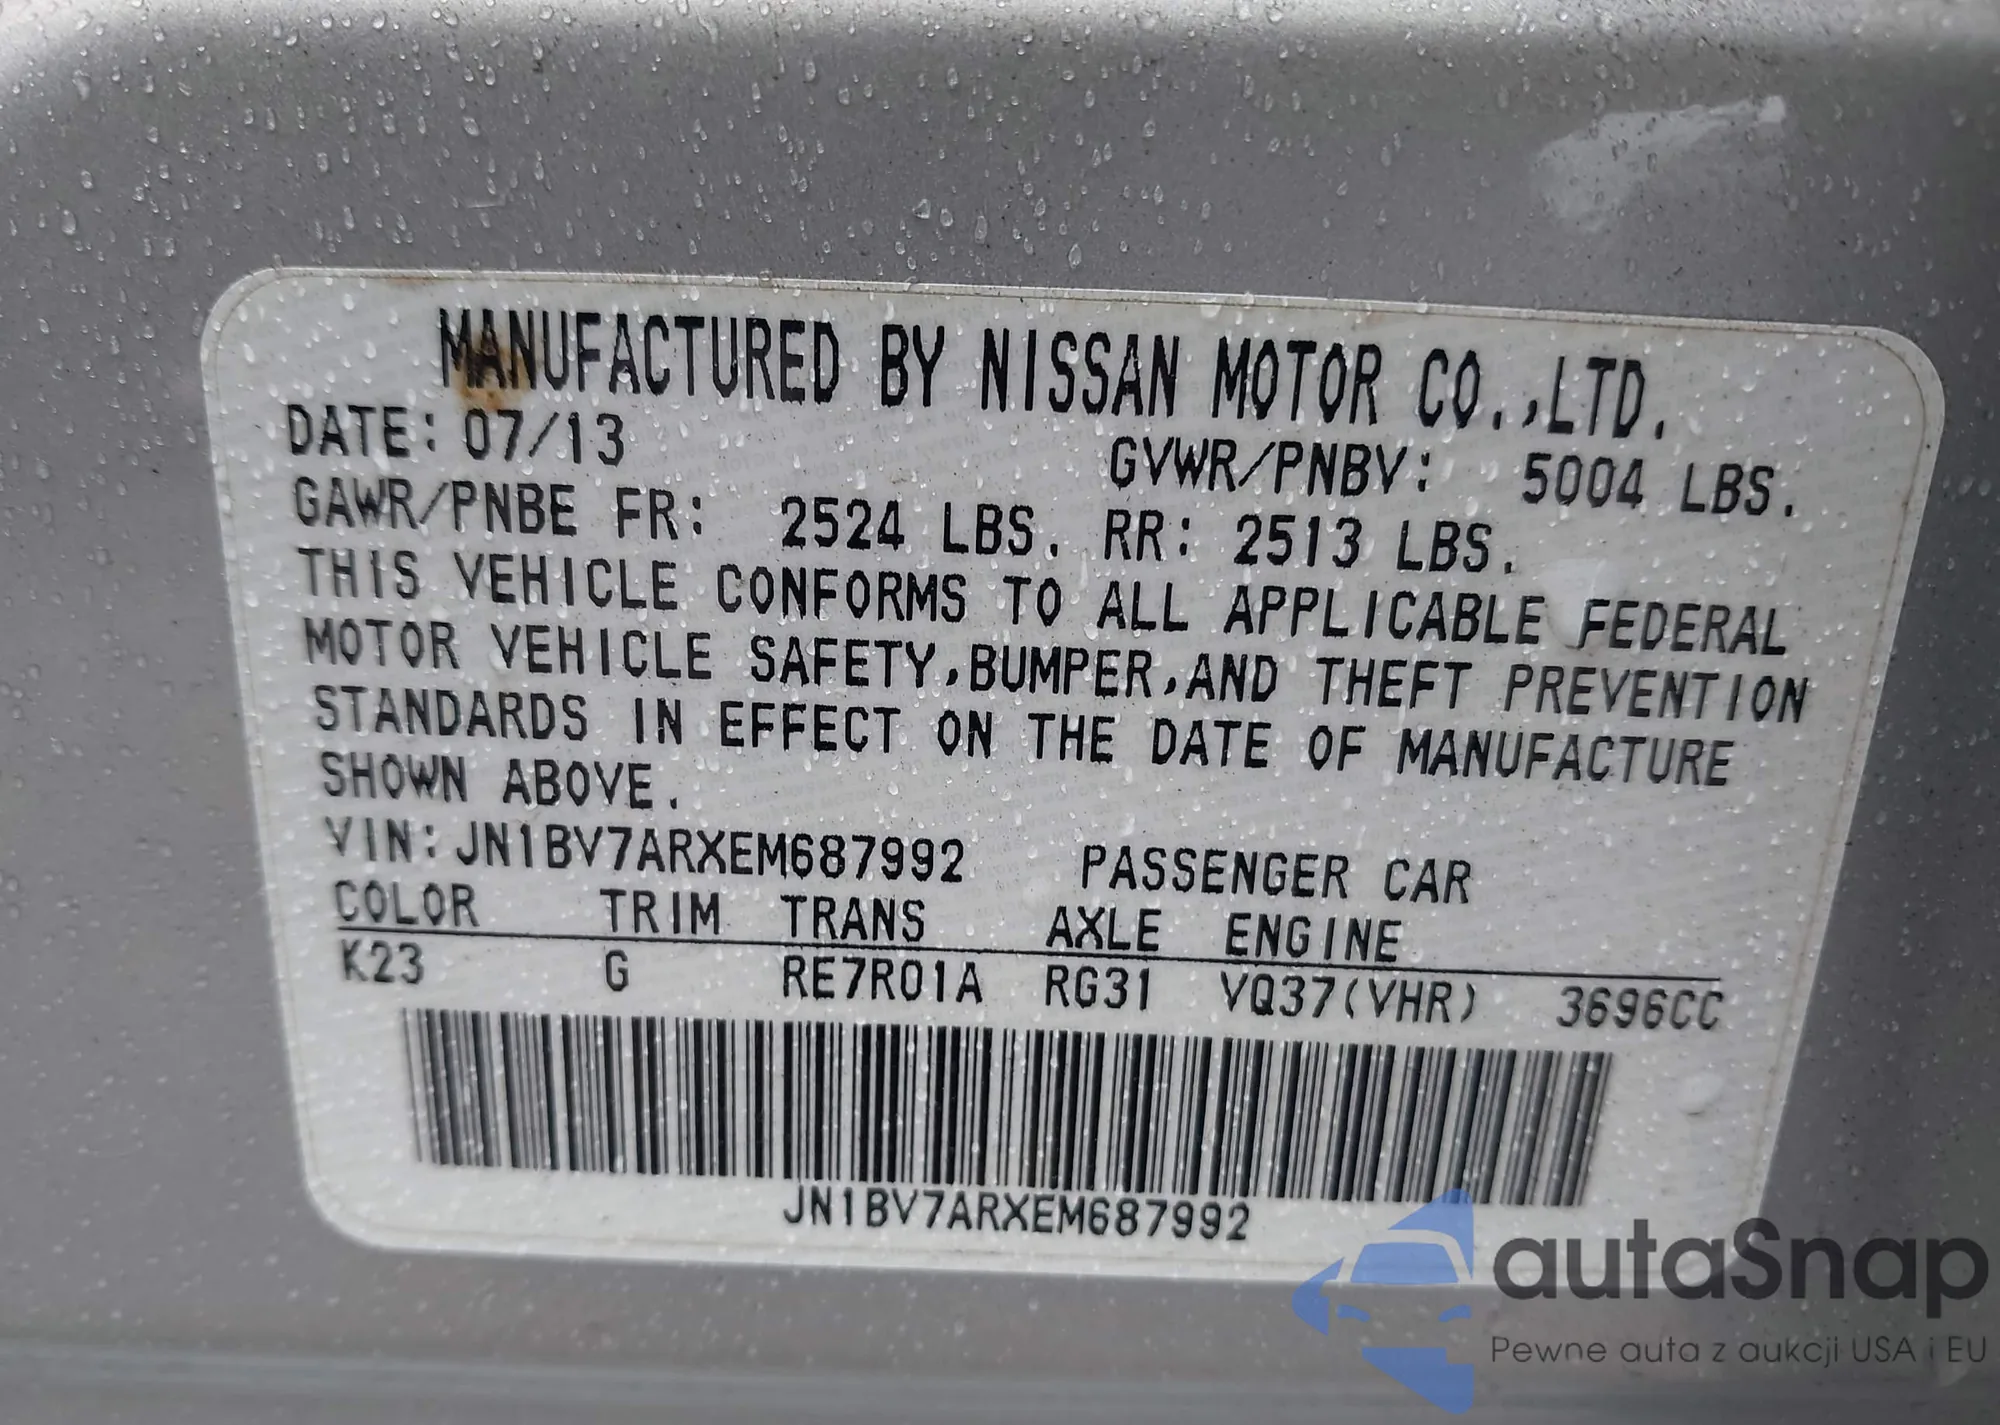 MANUFACTURED BY NISSAN MOTOR CO.,LTD.
DATE: 07/13 GVWR/PNBV: 5004 LBS.
GAWR/PNBE FR: 2524 LBS. RR: 2513 LBS.
THIS VEHICLE CONFORMS TO ALL APPLICABLE FEDERAL
MOTOR VEHICLE SAFETY,BUMPER,AND THEFT PREVENTION
STANDARDS IN EFFECT ON THE DATE OF MANUFACTURE
SHOWN ABOVE.
VIN:JN1BV7ARXEM687992 PASSENGER CAR
COLOR TRIM TRANS AXLE ENGINE
K23 G RE7R01A RG31 VQ37(VHR) 3696CC
JN1BV7ARXEM687992
autaSnap
Pewne auta z aukcji USA i EU